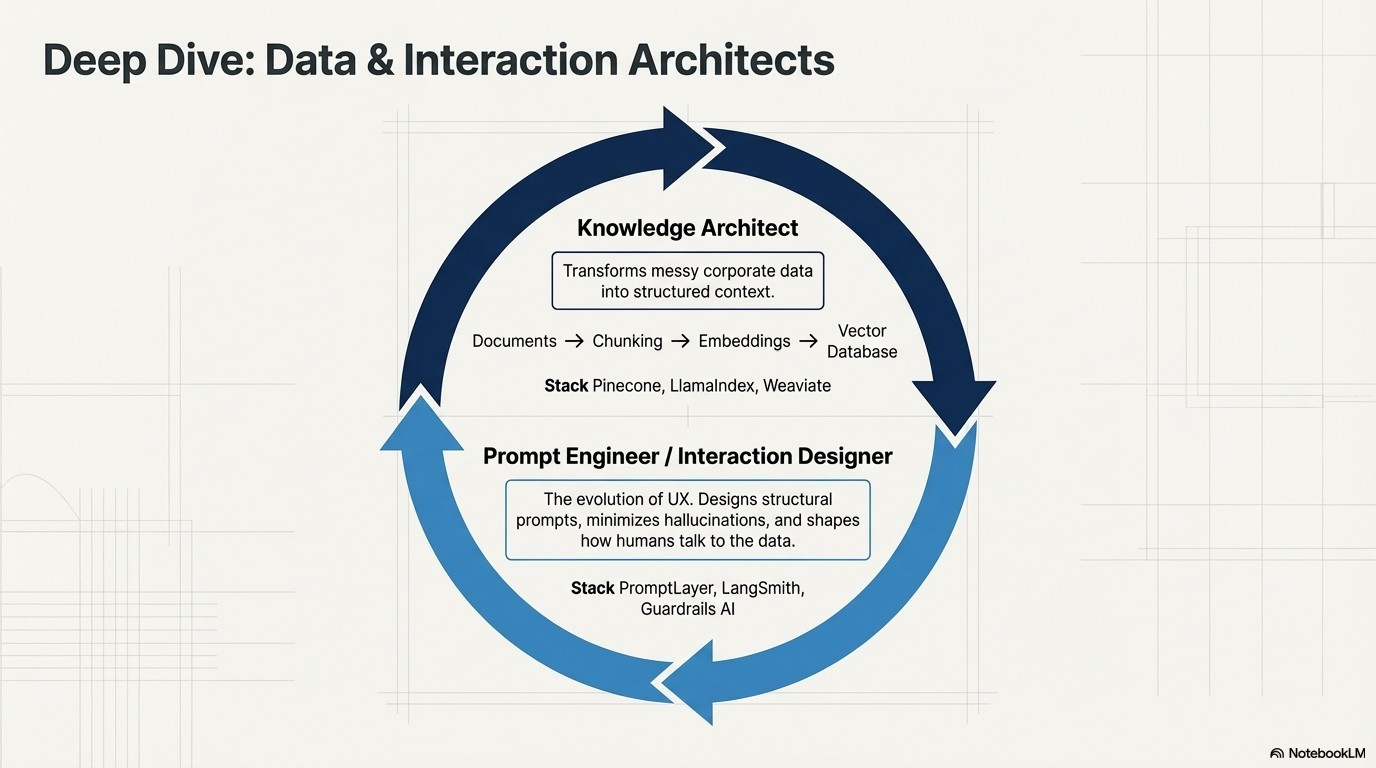 Deep Dive: Data & Interaction Architects
Knowledge Architect
Transforms messy corporate data
into structured context.
Documents → Chunking → Embeddings → Vector
Database
Stack Pinecone, LlamaIndex, Weaviate
Prompt Engineer / Interaction Designer
The evolution of UX. Designs structural
prompts, minimizes hallucinations, and shapes
how humans talk to the data.
Stack PromptLayer, LangSmith,
Guardrails AI
NotebookLM